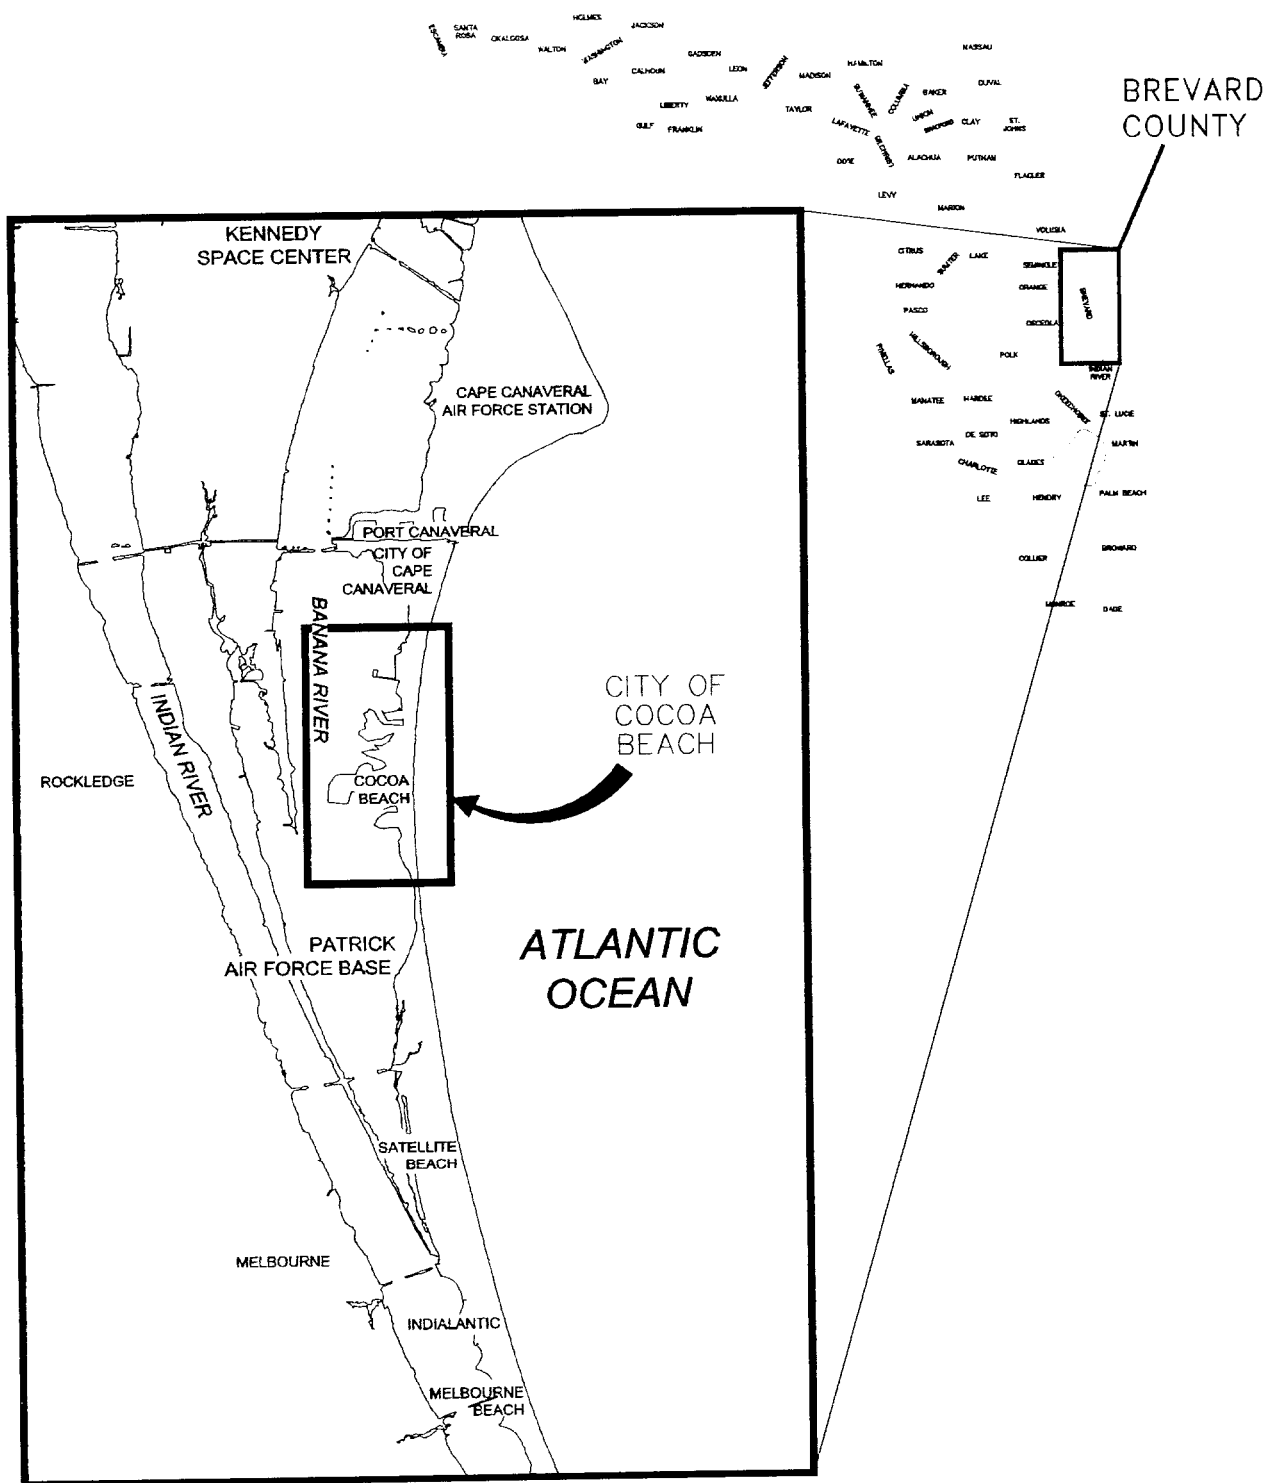 HOLMES
JACKSON
ESCAMBIA
SANTA
ROSA
OKALOOSA
WALTON
WASHINGTON
BAY
CALHOUN
GADSDEN
LEON
JEFFERSON
MADISON
HAMILTON
NASSAU
LIBERTY
WAKULLA
TAYLOR
SUWANNEE
COLUMBIA
BAKER
DUVAL
GULF
FRANKLIN
LAFAYETTE
UNION
BRADFORD
CLAY
ST.
JOHNS
DIXIE
GILCHRIST
ALACHUA
PUTNAM
FLAGLER
LEVY
MARION
BREVARD
COUNTY
VOLUSIA
CITRUS
SUMTER
LAKE
SEMINOLE
HERNANDO
ORANGE
BREVARD
PASCO
OSCEOLA
PINELLAS
HILLSBOROUGH
POLK
INDIAN
RIVER
MANATEE
HARDEE
OKEECHOBEE
HIGHLANDS
ST. LUCIE
SARASOTA
DE SOTO
MARTIN
CHARLOTTE
GLADES
LEE
HENDRY
PALM BEACH
COLLIER
BROWARD
MONROE
DADE
KENNEDY
SPACE CENTER
CAPE CANAVERAL
AIR FORCE STATION
PORT CANAVERAL
CITY OF
CAPE
CANAVERAL
BANANA RIVER
INDIAN RIVER
CITY OF
COCOA
BEACH
ROCKLEDGE
COCOA
BEACH
PATRICK
AIR FORCE BASE
ATLANTIC
OCEAN
SATELLITE
BEACH
MELBOURNE
INDIALANTIC
MELBOURNE
BEACH